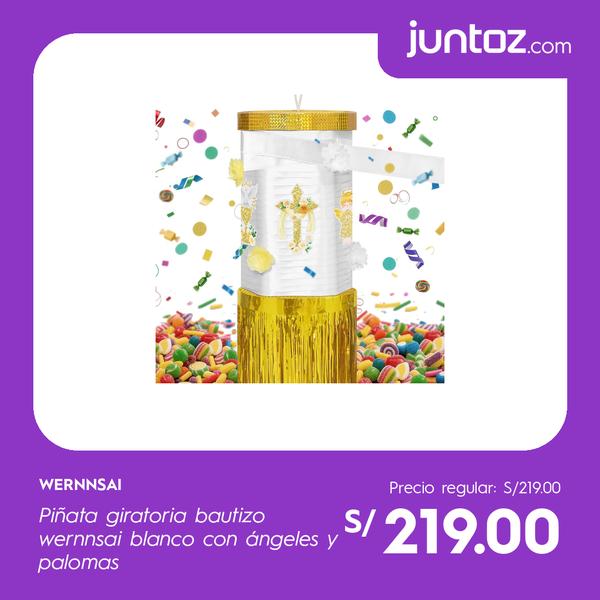 juntoz.com
WERNNSAI
Piñata giratoria bautizo
wernnsai blanco con ángeles y
palomas
Precio regular: S/219.00
S/ 219.00